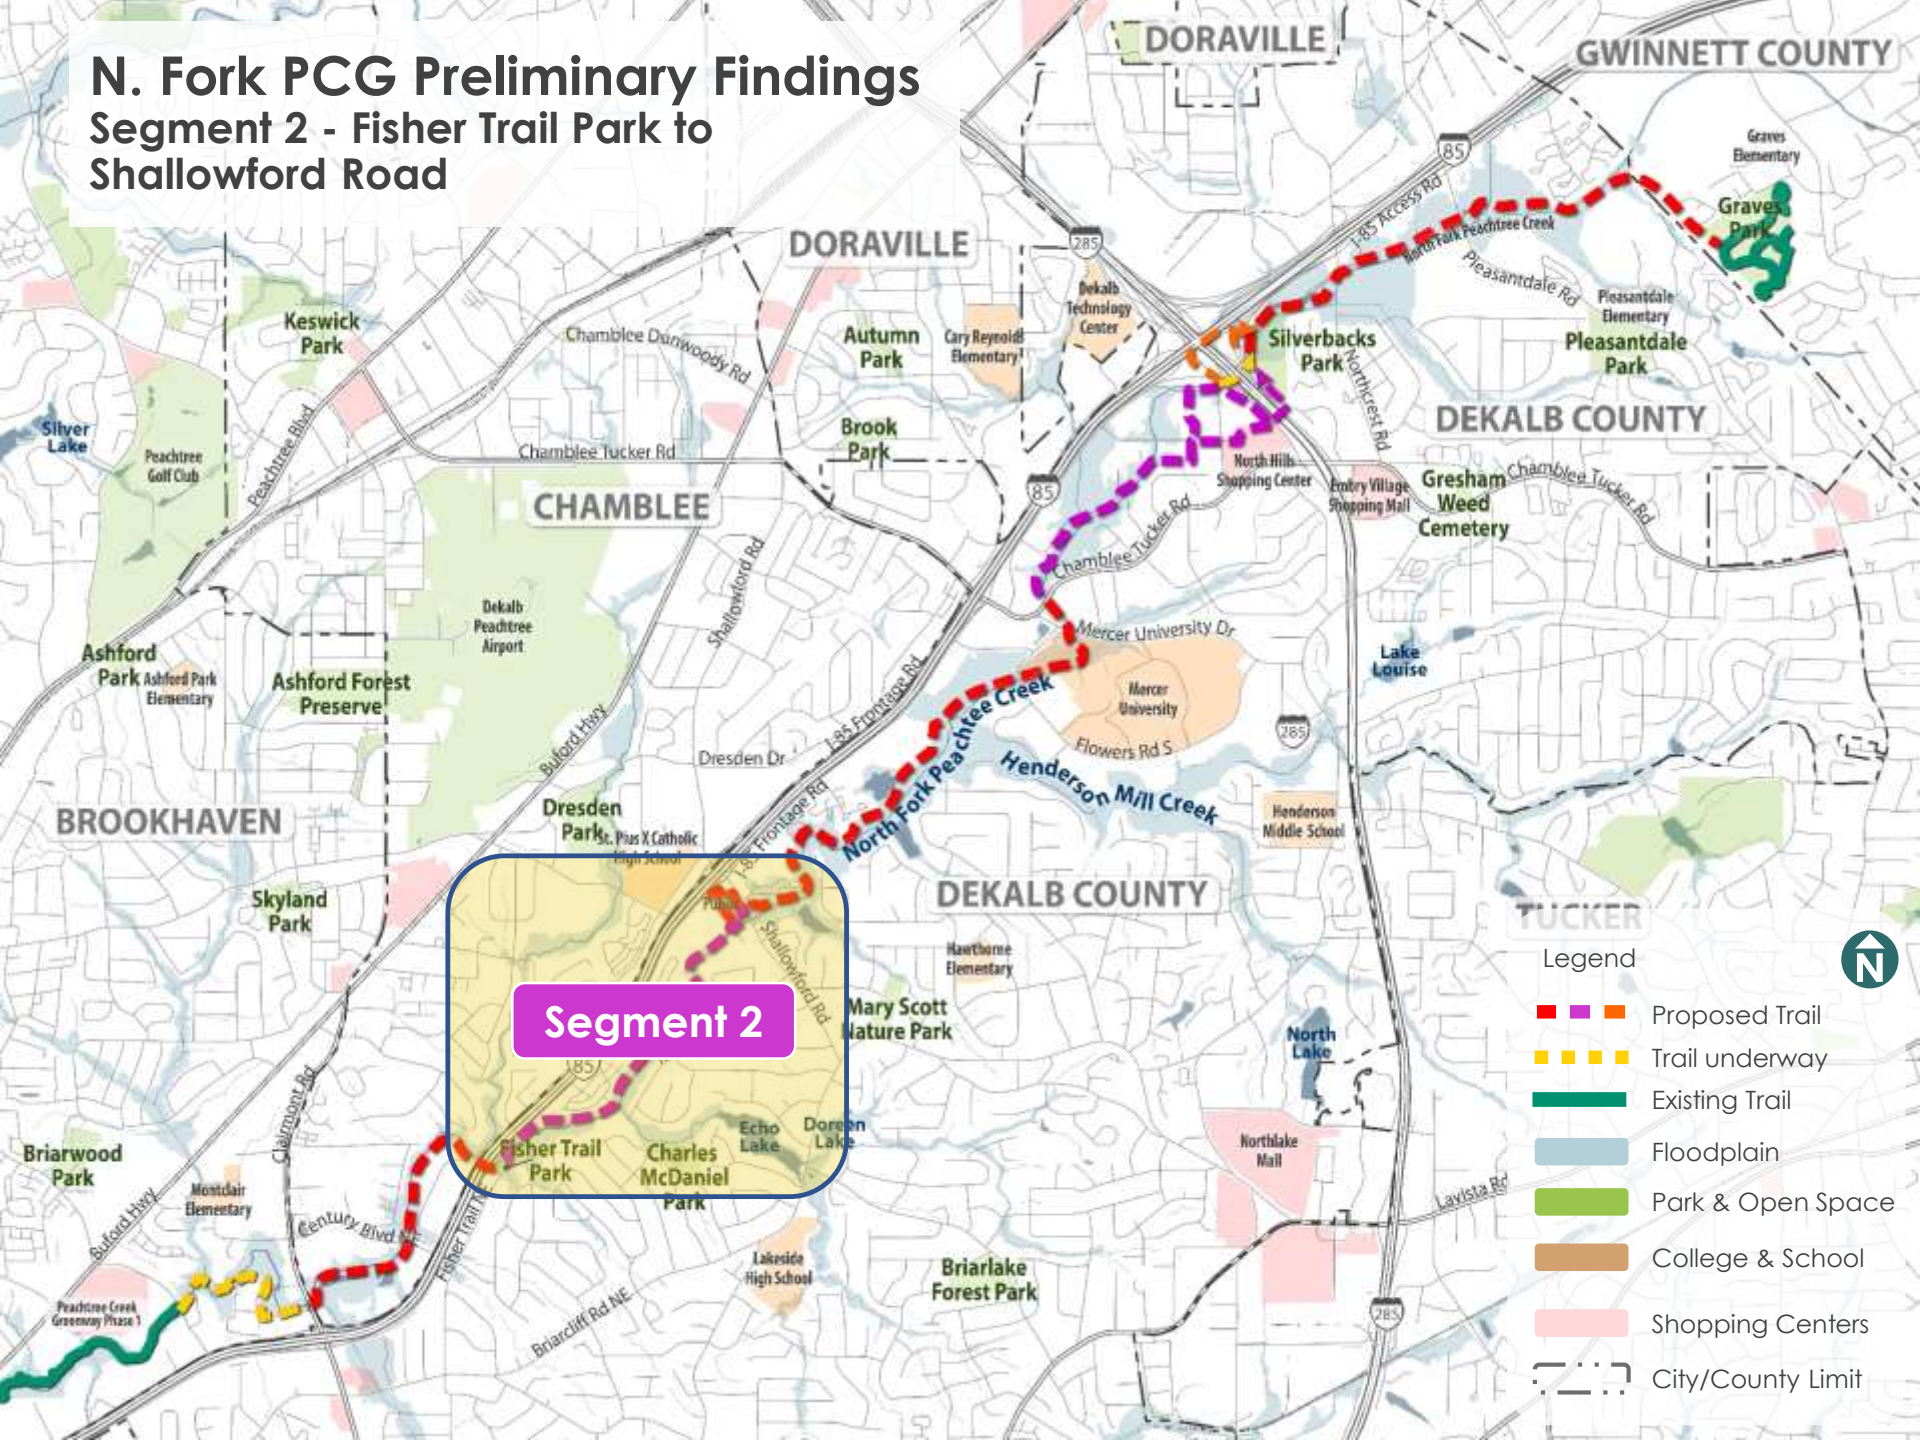 N. Fork PCG Preliminary Findings
Segment 2 - Fisher Trail Park to
Shallowford Road
DORAVILLE
GWINNETT COUNTY
85
Graves
Elementary
I-85 Access Rd
Graves
Park
North Fork Peachtree Creek
Pleasantdale Rd
DORAVILLE
285
Dekalb
Technology
Center
Pleasantdale
Elementary
Pleasantdale
Park
Keswick
Park
Chamblee Dunwoody Rd
Autumn
Park
Cary Reynolds
Elementary
Silverbacks
Park
Northcrest Rd
DEKALB COUNTY
Silver
Lake
Peachtree
Golf Club
Peachtree Blvd
Chamblee Tucker Rd
Brook
Park
85
North Hills
Shopping Center
Embry Village
Shopping Mall
Gresham
Weed
Cemetery
Chamblee Tucker Rd
CHAMBLEE
Chamblee Tucker Rd
Shallowford Rd
Dekalb
Peachtree
Airport
Mercer University Dr
Ashford
Park
Ashford Park
Elementary
Ashford Forest
Preserve
Lake
Louise
I-85 Frontage Rd
Mercer
University
285
Flowers Rd S
Buford Hwy
Dresden Dr
North Fork Peachtee Creek
Henderson Mill Creek
BROOKHAVEN
Dresden
Park
St. Pius X Catholic
High School
I-85 Frontage Rd
Henderson
Middle School
Skyland
Park
DEKALB COUNTY
TUCKER
Shallowford Rd
Hawthorne
Elementary
Legend
N
Mary Scott
Nature Park
Segment 2
North
Lake
Proposed Trail
Trail underway
Existing Trail
85
Clairmont Rd
Briarwood
Park
Fisher Trail
Park
Charles
McDaniel
Park
Echo
Lake
Doreen
Lake
Northlake
Mall
Floodplain
Park & Open Space
College & School
Shopping Centers
City/County Limit
Lavista Rd
Buford Hwy
Montclair
Elementary
Century Blvd NE
Fisher Trail N
Lakeside
High School
Briarlake
Forest Park
Peachtree Creek
Greenway Phase 1
Briarcliff Rd NE
285